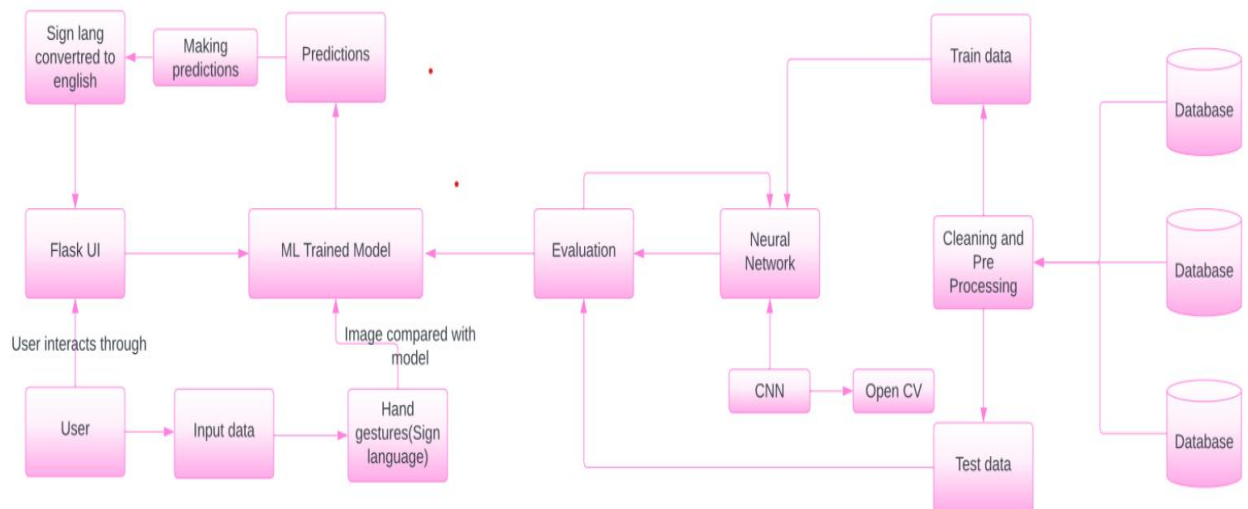 Sign lang
convertred to
english
Making
predictions
Predictions
Train data
Database
Flask UI
ML Trained Model
Evaluation
Neural
Network
Cleaning and
Pre
Processing
Database
User interacts through
Image compared with
model
User
Input data
Hand
gestures(Sign
language)
CNN
Open CV
Test data
Database